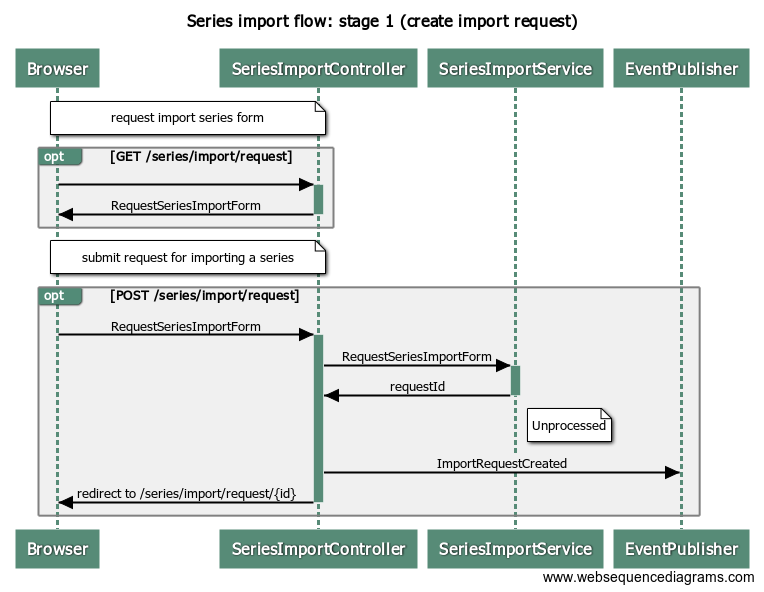 Series import flow: stage 1 (create import request)
Browser SeriesImportController SeriesImportService EventPublisher
request import series form
opt [GET /series/import/request]
RequestSeriesImportForm
submit request for importing a series
opt [POST /series/import/request]
RequestSeriesImportForm
RequestSeriesImportForm
requestId
Unprocessed
ImportRequestCreated
redirect to /series/import/request/{id}
Browser SeriesImportController SeriesImportService EventPublisher
www.websequencediagrams.com